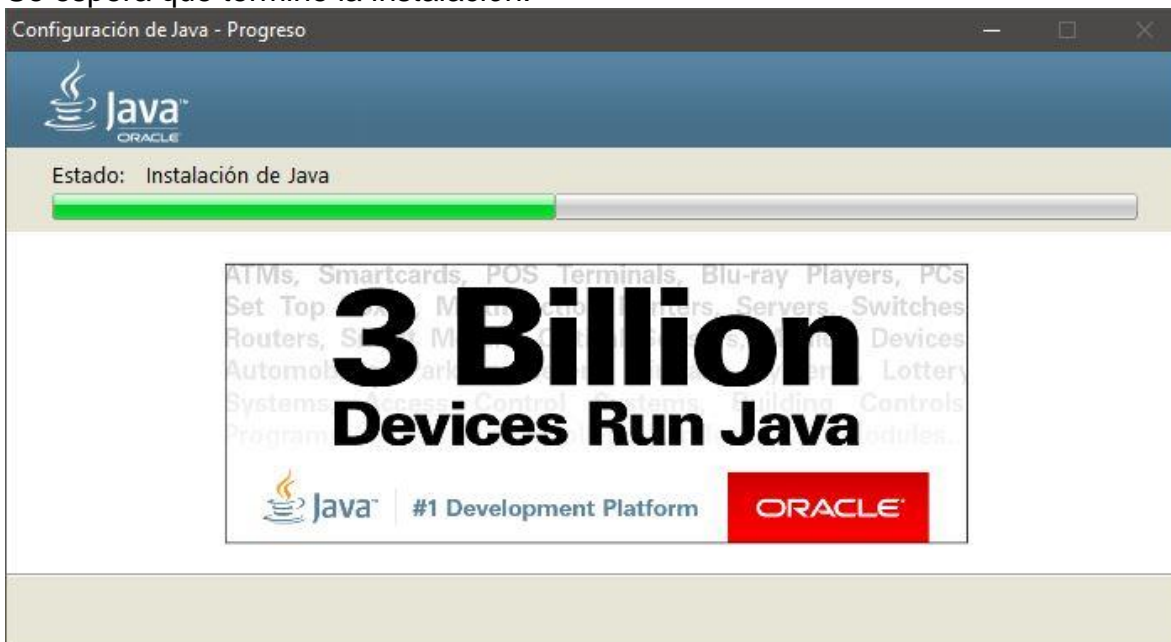 Se espera que termine la instalación.
Configuración de Java - Progreso
Java™
ORACLE
Estado: Instalación de Java
ATMs, Smartcards, POS Terminals, Blu-ray Players, PCs
Set Top Servers, Switches
Routers, Devices
Lottery
Systems, Access Control Systems, Building Controls
3 Billion
Devices Run Java
Java™ #1 Development Platform ORACLE